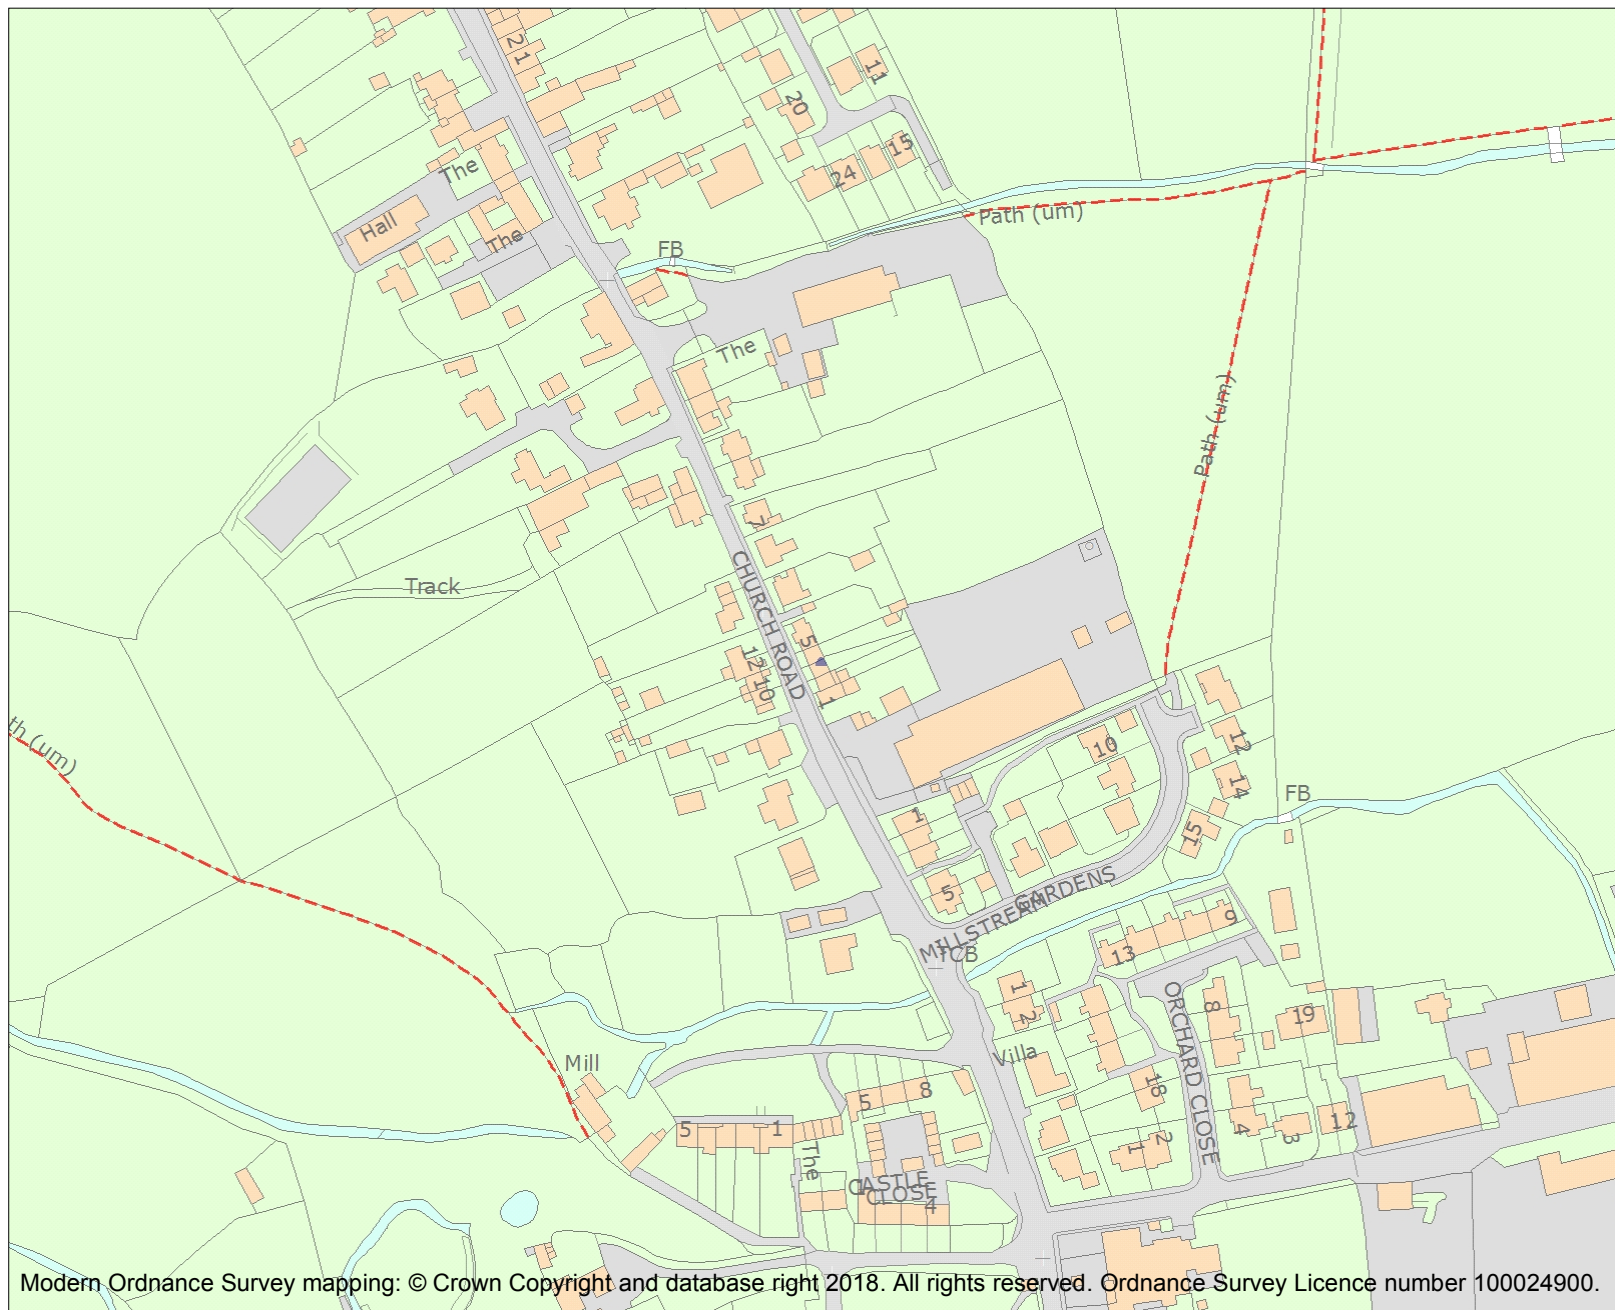 21
11
20
15
24
The
Hall
The
FB
Path (um)
The
Path (um)
7
CHURCH ROAD
Track
5
12
10
1
th (um)
10
12
14
FB
15
1
5
MILLSTREAM GARDENS
TCB
9
13
1
2
8
19
ORCHARD CLOSE
Villa
Mill
18
8
5
5
1
The
4
3
12
1
2
CASTLE
CLOSE
1
4
Modern Ordnance Survey mapping: © Crown Copyright and database right 2018. All rights reserved. Ordnance Survey Licence number 100024900.